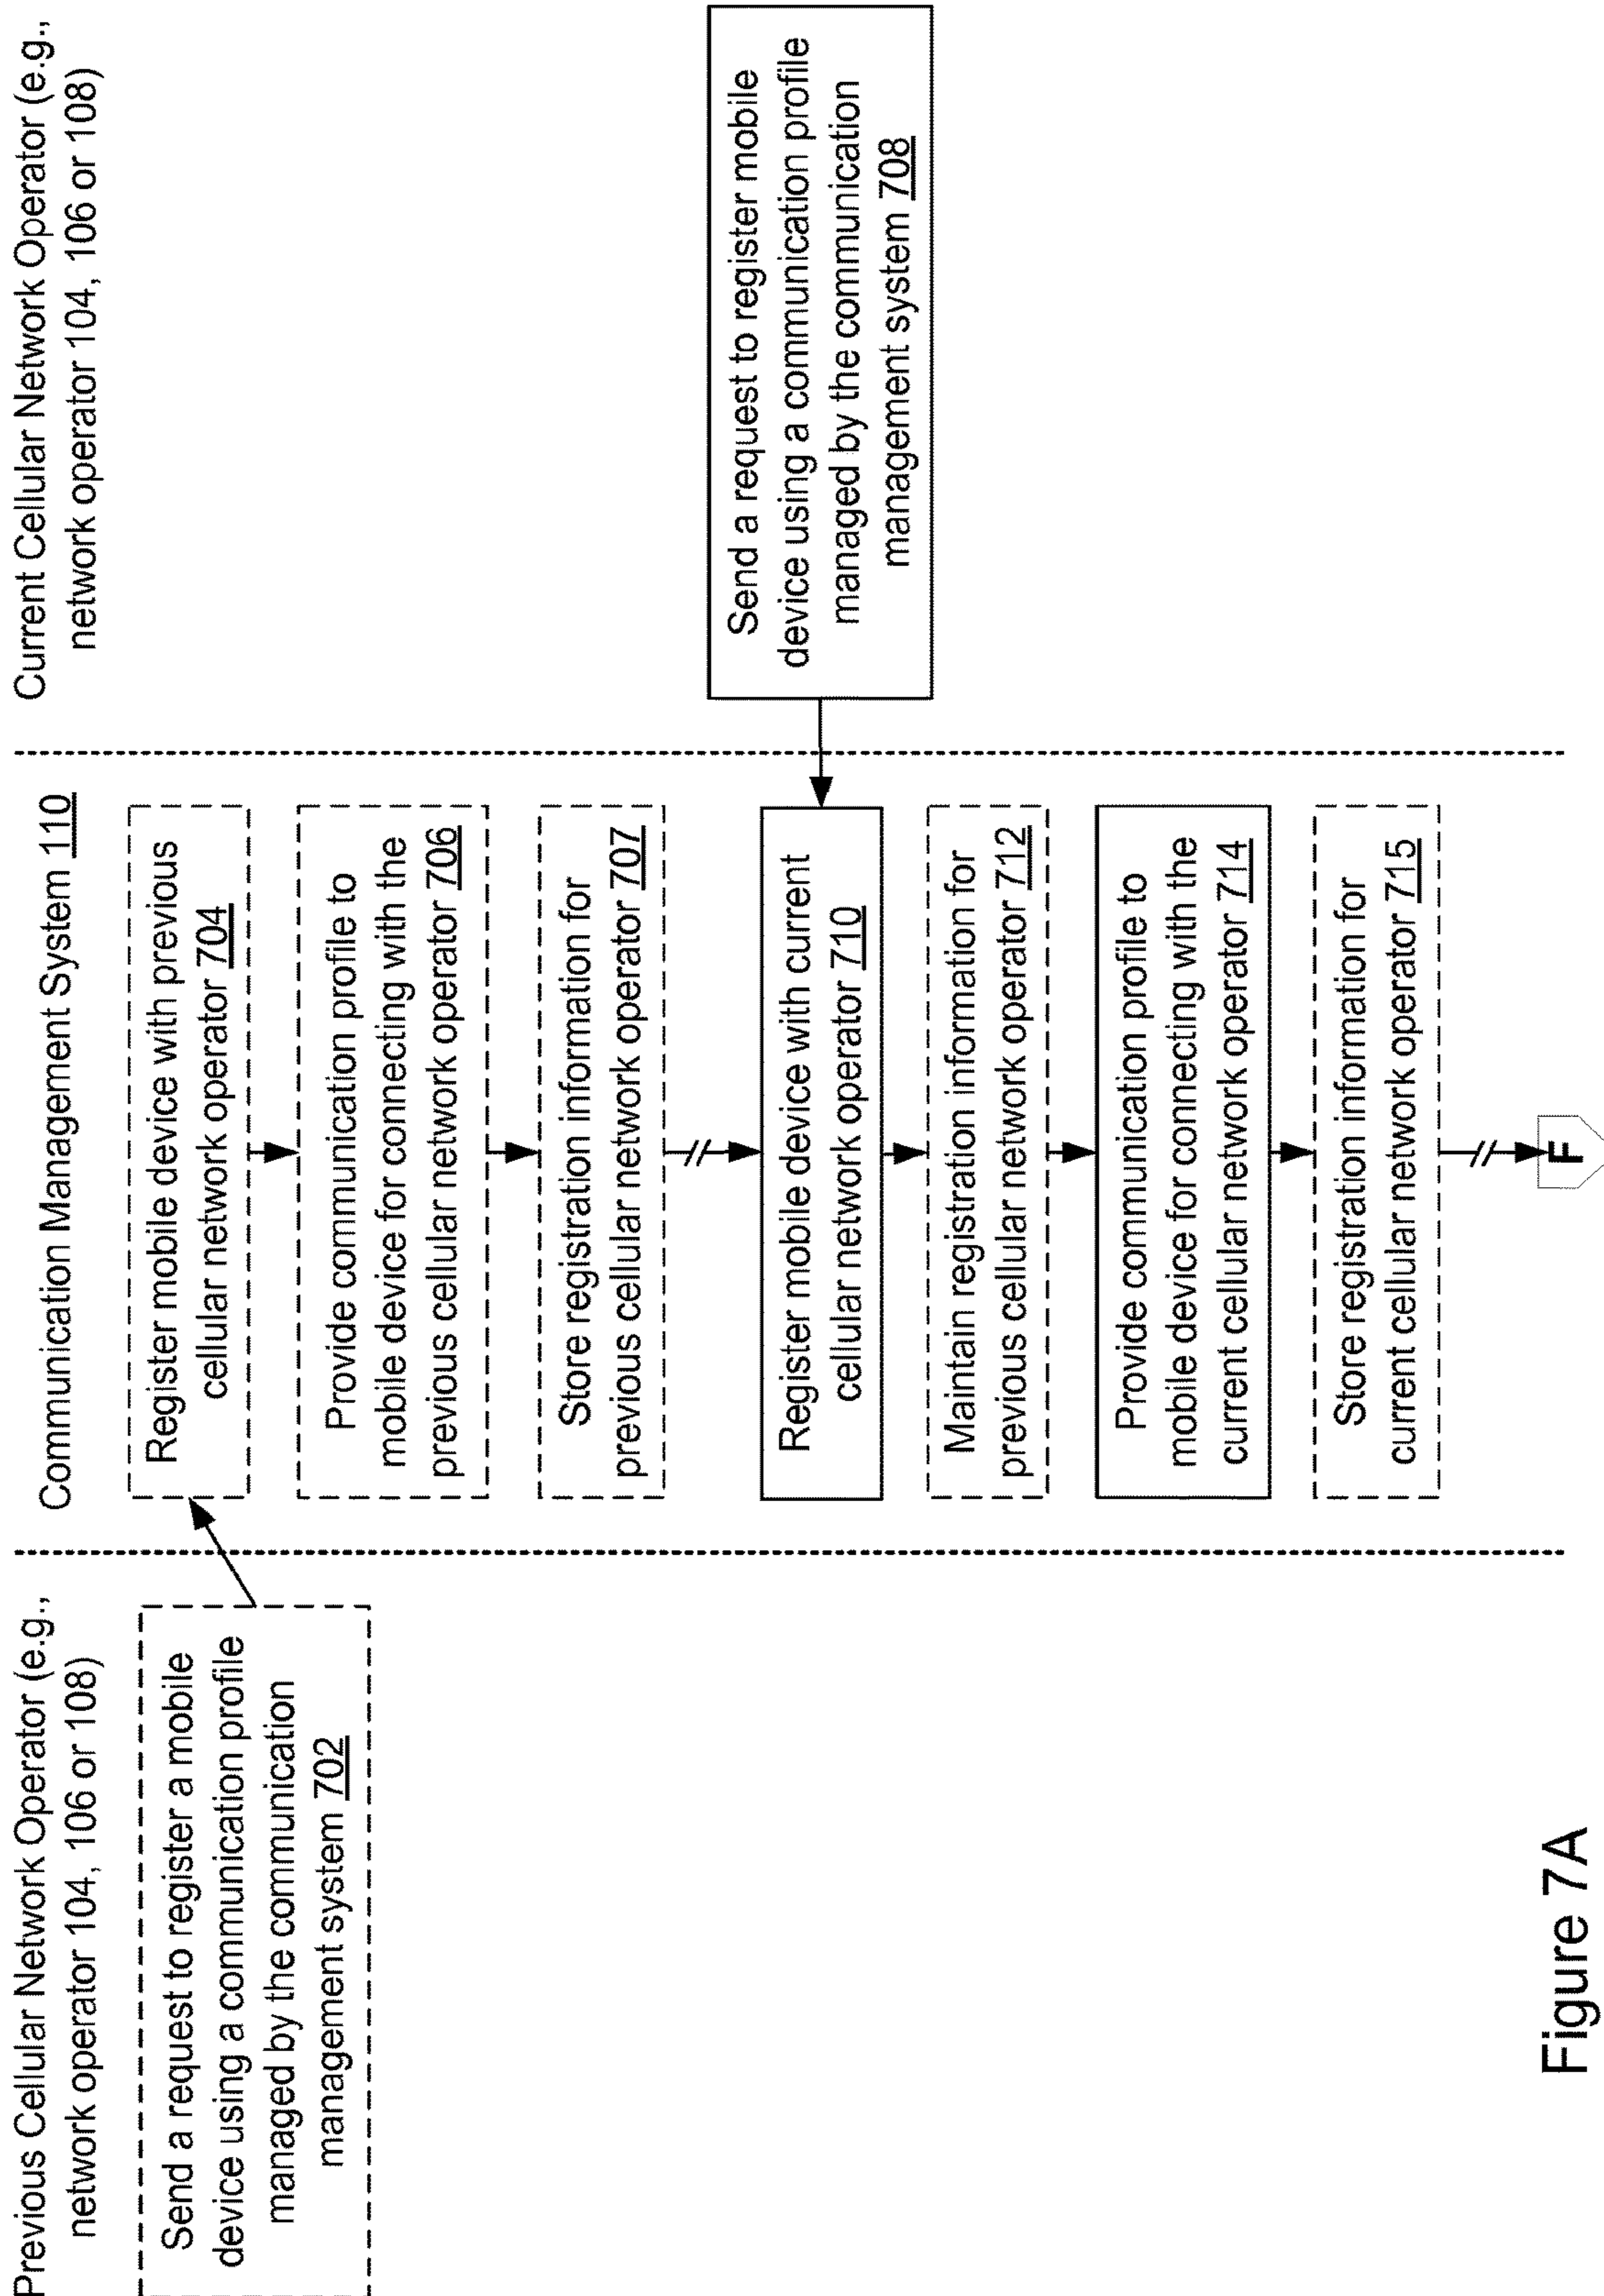 Previous Cellular Network Operator (e.g.,
network operator 104, 106 or 108)
Communication Management System 110
Current Cellular Network Operator (e.g.,
network operator 104, 106 or 108)
Send a request to register a mobile
device using a communication profile
managed by the communication
management system 702
Register mobile device with previous
cellular network operator 704
Provide communication profile to
mobile device for connecting with the
previous cellular network operator 706
Store registration information for
previous cellular network operator 707
Send a request to register mobile
device using a communication profile
managed by the communication
management system 708
Register mobile device with current
cellular network operator 710
Maintain registration information for
previous cellular network operator 712
Provide communication profile to
mobile device for connecting with the
current cellular network operator 714
Store registration information for
current cellular network operator 715
F
Figure 7A